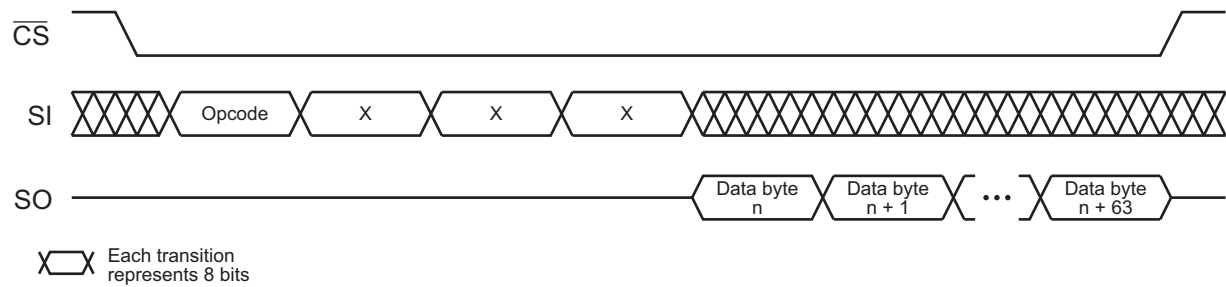 CS
SI
Opcode
X
X
X
SO
Data byte
n
Data byte
n + 1
•••
Data byte
n + 63
Each transition
represents 8 bits